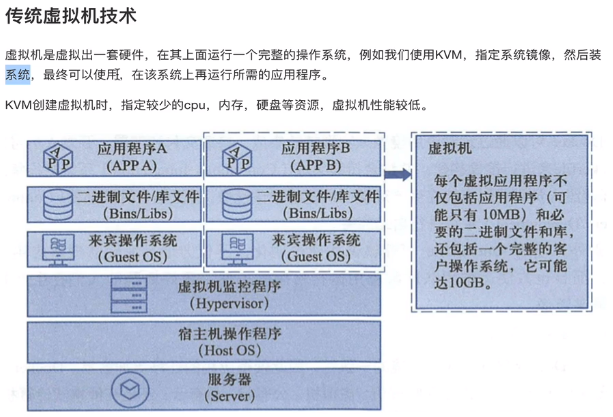 传统虚拟机技术
虚拟机是虚拟出一套硬件，在其上面运行一个完整的操作系统，例如我们使用KVM，指定系统镜像，然后装
系统，最终可以使用，在该系统上再运行所需的应用程序。
KVM创建虚拟机时，指定较少的cpu，内存，硬盘等资源，虚拟机性能较低。
APP
应用程序A
(APP A)
APP
应用程序B
(APP B)
二进制文件/库文件
(Bins/Libs)
二进制文件/库文件
(Bins/Libs)
来宾操作系统
(Guest OS)
来宾操作系统
(Guest OS)
虚拟机监控程序
(Hypervisor)
宿主机操作程序
(Host OS)
服务器
(Server)
虚拟机
每个虚拟应用程序不
仅包括应用程序（可
能只有 10MB）和必
要的二进制文件和库，
还包括一个完整的客
户操作系统，它可能
达10GB。